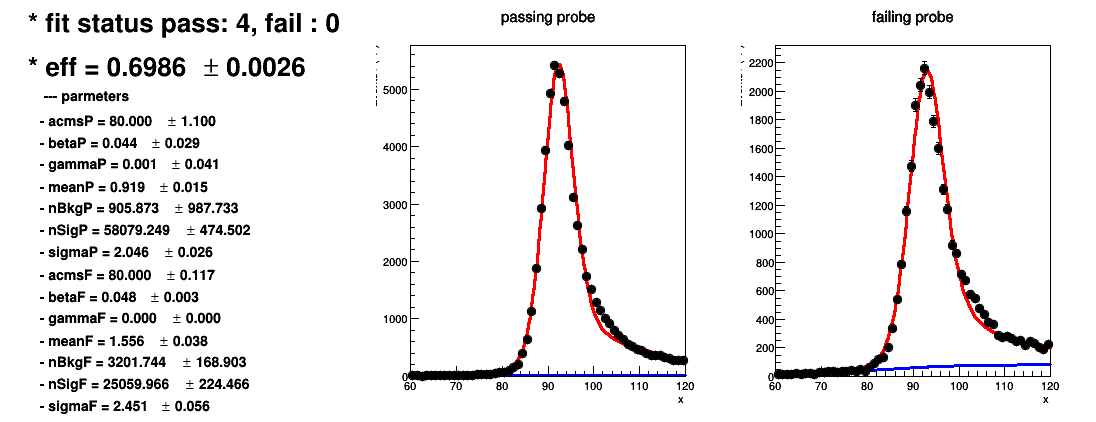 * fit status pass: 4, fail : 0
* eff = 0.6986 ± 0.0026
--- parmeters
- acmsP = 80.000 ± 1.100
- betaP = 0.044 ± 0.029
- gammaP = 0.001 ± 0.041
- meanP = 0.919 ± 0.015
- nBkgP = 905.873 ± 987.733
- nSigP = 58079.249 ± 474.502
- sigmaP = 2.046 ± 0.026
- acmsF = 80.000 ± 0.117
- betaF = 0.048 ± 0.003
- gammaF = 0.000 ± 0.000
- meanF = 1.556 ± 0.038
- nBkgF = 3201.744 ± 168.903
- nSigF = 25059.966 ± 224.466
- sigmaF = 2.451 ± 0.056
passing probe
5000
4000
3000
2000
1000
0
60 70 80 90 100 110 120
x
failing probe
2200
2000
1800
1600
1400
1200
1000
800
600
400
200
0
60 70 80 90 100 110 120
x